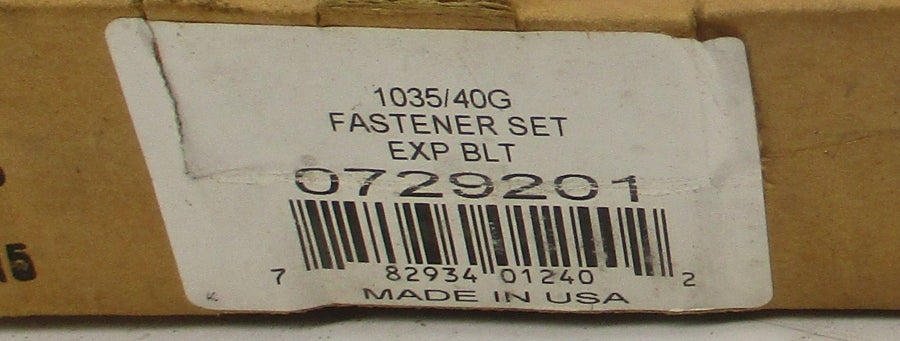 1035/40G
FASTENER SET
EXP BLT
0729201
7 82934 01240 2
MADE IN USA